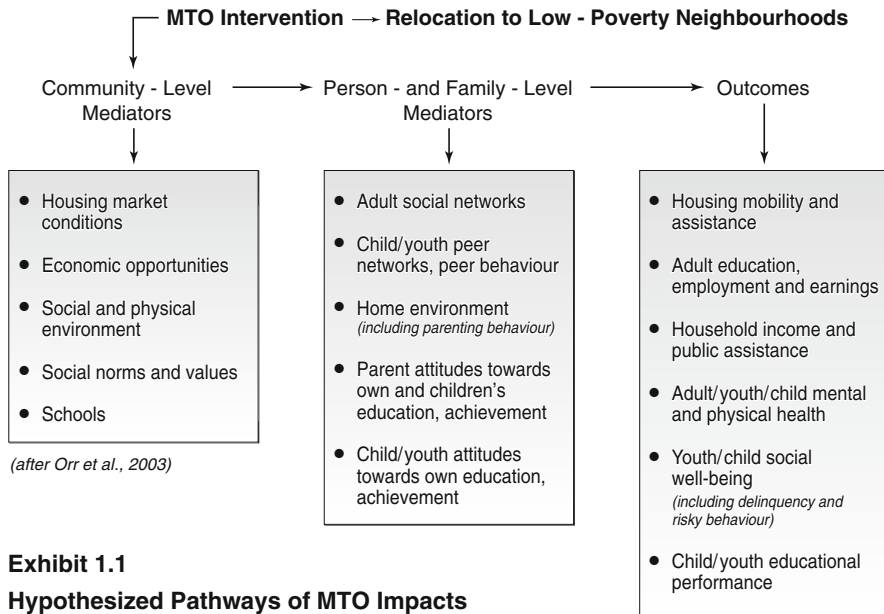 MTO Intervention → Relocation to Low - Poverty Neighbourhoods
Community - Level
Mediators
Person - and Family - Level
Mediators
Outcomes
• Housing market
conditions
• Economic opportunities
• Social and physical
environment
• Social norms and values
• Schools
(after Orr et al., 2003)
• Adult social networks
• Child/youth peer
networks, peer behaviour
• Home environment
(including parenting behaviour)
• Parent attitudes towards
own and children's
education, achievement
• Child/youth attitudes
towards own education,
achievement
• Housing mobility and
assistance
• Adult education,
employment and earnings
• Household income and
public assistance
• Adult/youth/child mental
and physical health
• Youth/child social
well-being
(including delinquency and
risky behaviour)
• Child/youth educational
performance
Exhibit 1.1
Hypothesized Pathways of MTO Impacts